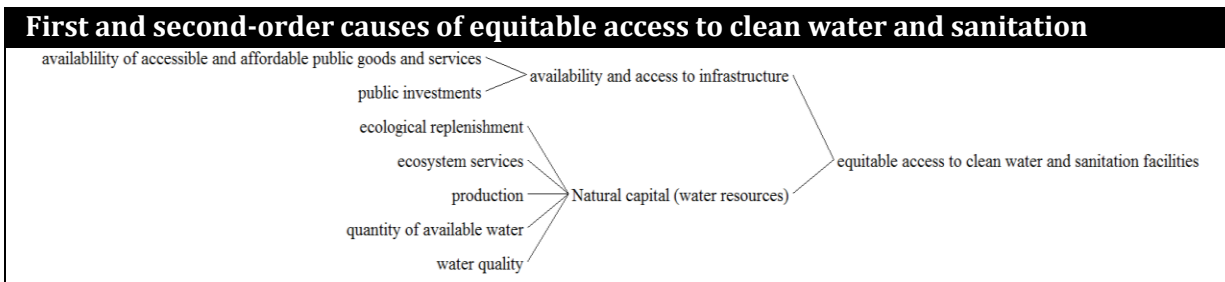 First and second-order causes of equitable access to clean water and sanitation
availablility of accessible and affordable public goods and services
availability and access to infrastructure
public investments
ecological replenishment
ecosystem services
equitable access to clean water and sanitation facilities
production
Natural capital (water resources)
quantity of available water
water quality